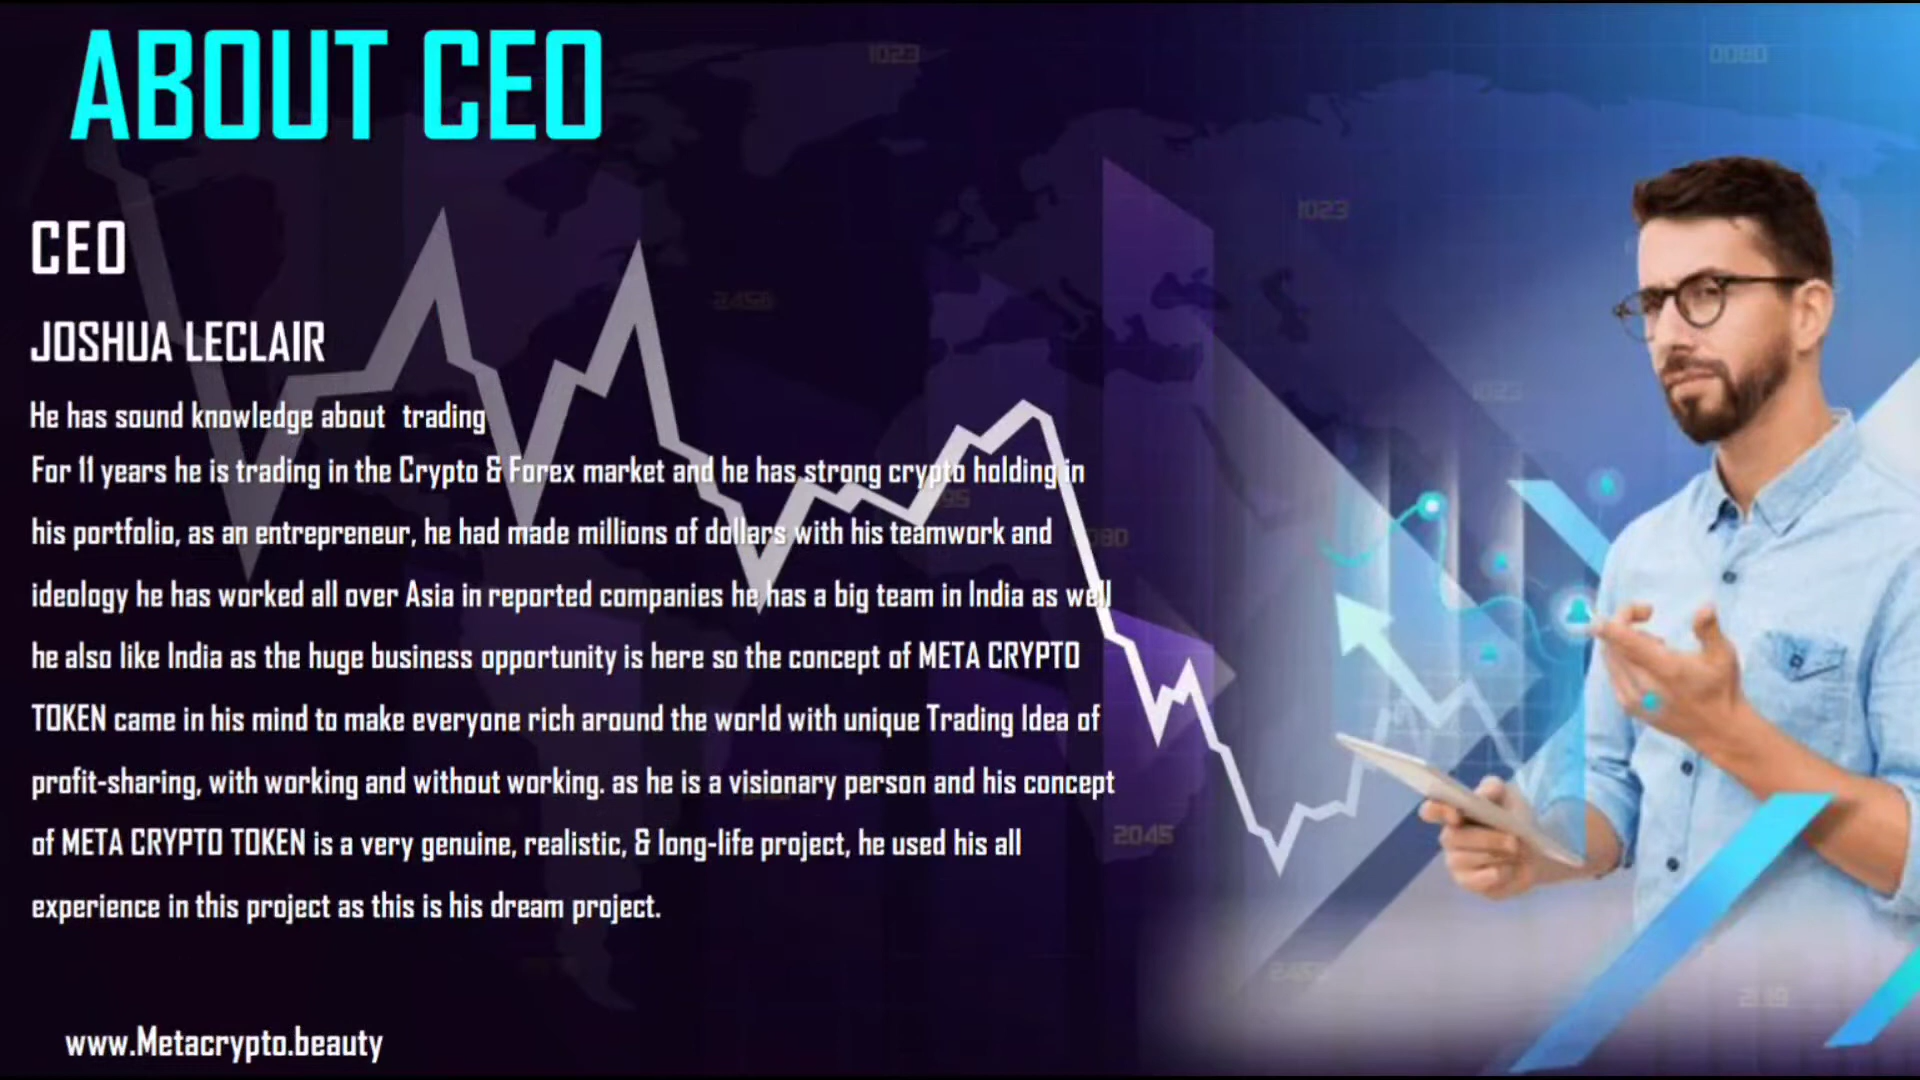 ABOUT CEO
1023
0080
CEO
1023
2456
JOSHUA LECLAIR
1023
He has sound knowledge about trading
For 11 years he is trading in the Crypto & Forex market and he has strong crypto holding in
his portfolio, as an entrepreneur, he had made millions of dollars with his teamwork and
ideology he has worked all over Asia in reported companies he has a big team in India as well
he also like India as the huge business opportunity is here so the concept of META CRYPTO
TOKEN came in his mind to make everyone rich around the world with unique Trading Idea of
profit-sharing, with working and without working. as he is a visionary person and his concept
of META CRYPTO TOKEN is a very genuine, realistic, & long-life project, he used his all
2045
experience in this project as this is his dream project.
www.Metacrypto.beauty